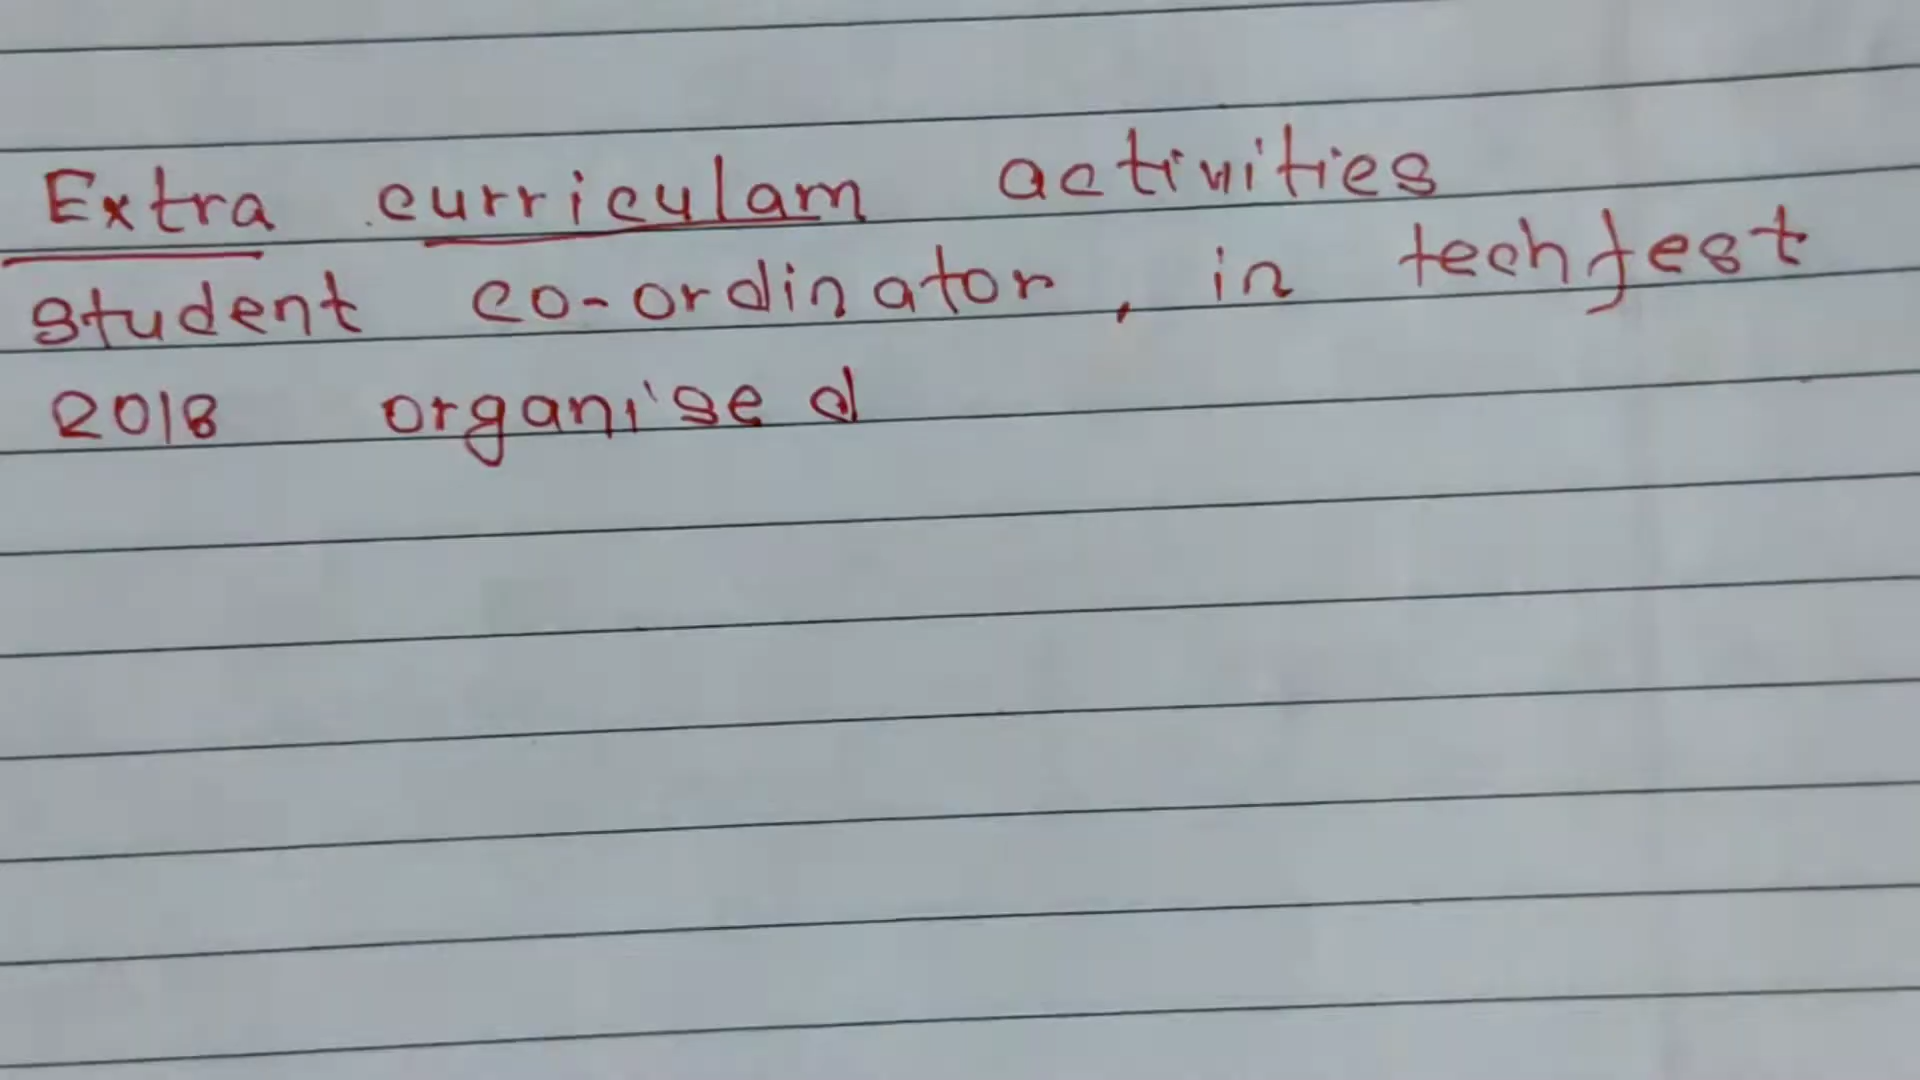 Extra curriculam activities
student co-ordinator, in techfest
2018 organised